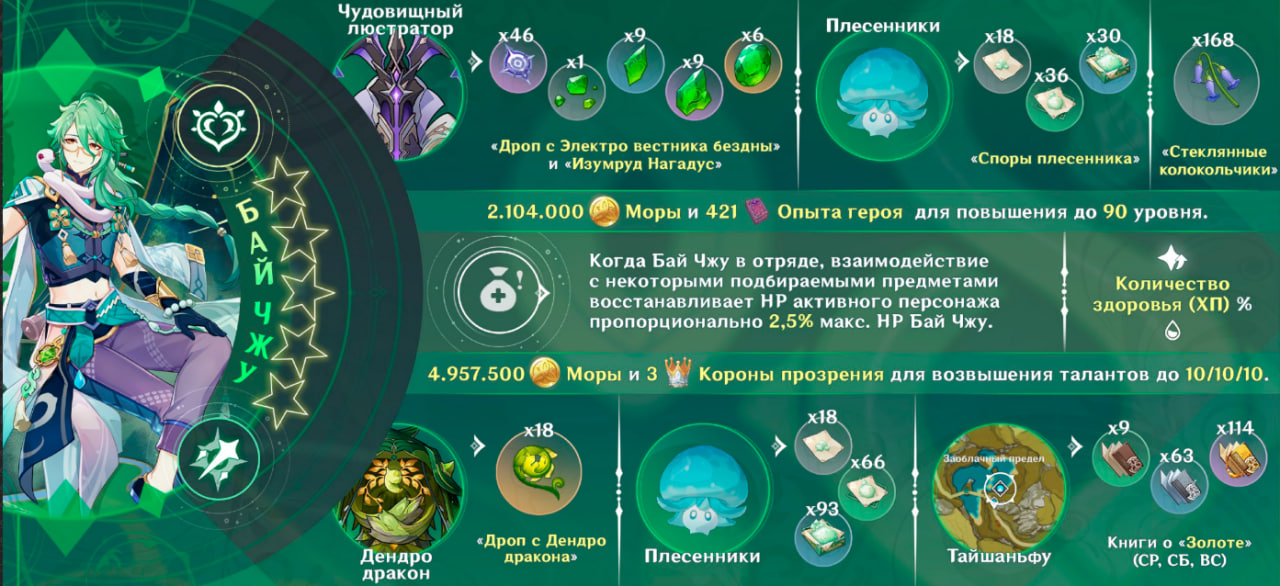 Чудовищный
люстратор
x46
x1
x9
x9
x6
«Дроп с Электро вестника бездны»
и «Изумруд Нагадус»
Плесенники
x18
x36
x30
«Споры плесенника»
x168
«Стеклянные
колокольчики»
БАЙ ЧЖУ
2.104.000 Моры и 421 Опыта героя для повышения до 90 уровня.
Когда Бай Чжу в отряде, взаимодействие
с некоторыми подбираемыми предметами
восстанавливает HP активного персонажа
пропорционально 2,5% макс. HP Бай Чжу.
Количество
здоровья (ХП) %
4.957.500 Моры и 3 Короны прозрения для возвышения талантов до 10/10/10.
Дендро
дракон
x18
«Дроп с Дендро
дракона»
Плесенники
x18
x66
x93
Заоблачный предел
Тайшаньфу
x9
x63
x114
Книги о «Золоте»
(СР, СБ, ВС)